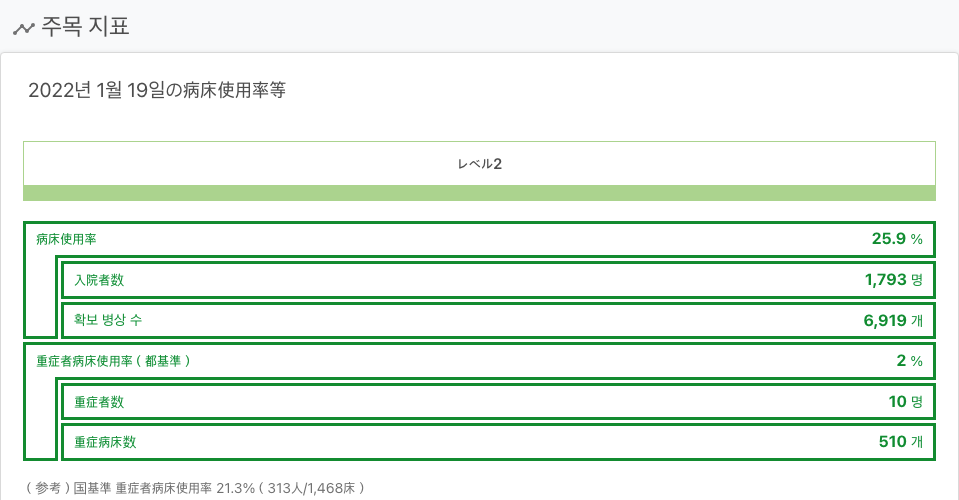 주목 지표
2022년 1월 19일の病床使用率等
レベル2
病床使用率 25.9 %
入院者数 1,793 명
확보 병상 수 6,919 개
重症者病床使用率 ( 都基準 ) 2 %
重症者数 10 명
重症病床数 510 개
( 参考 ) 国基準 重症者病床使用率 21.3% ( 313人/1,468床 )